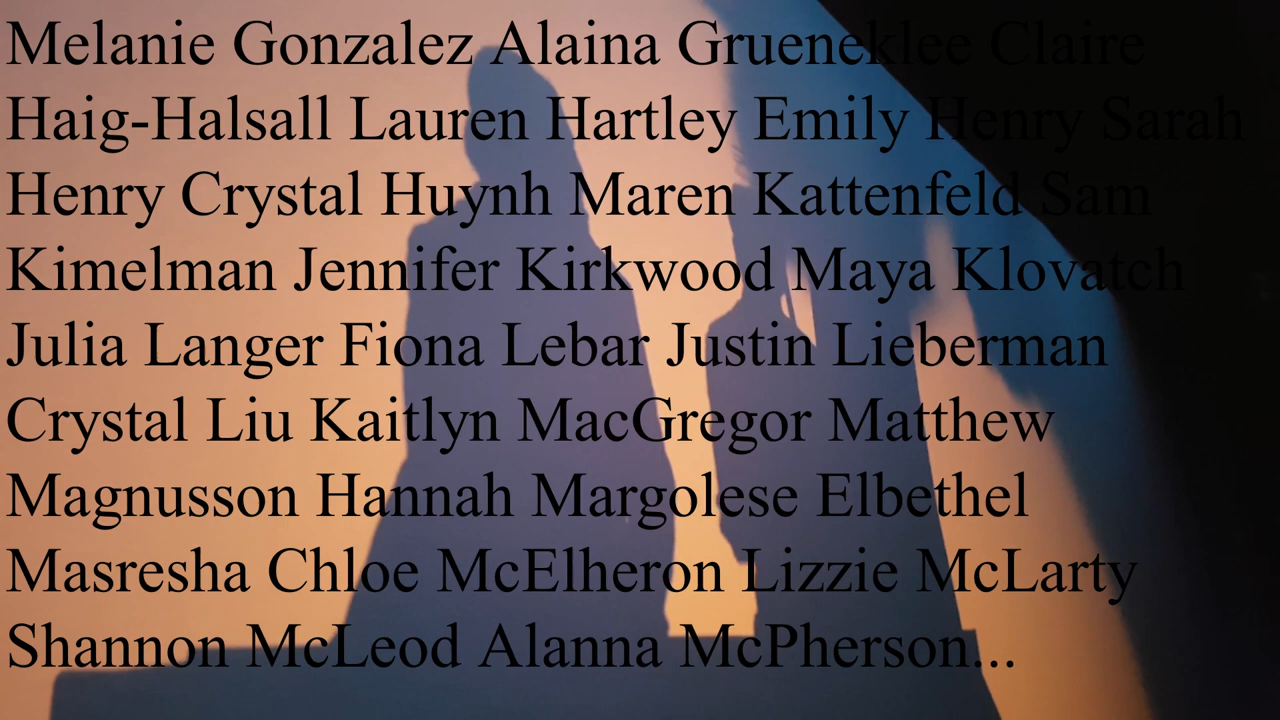 Melanie Gonzalez Alaina Grueneklee Claire
Haig-Halsall Lauren Hartley Emily Henry Sarah
Henry Crystal Huynh Maren Kattenfeld Sam
Kimelman Jennifer Kirkwood Maya Klovatch
Julia Langer Fiona Lebar Justin Lieberman
Crystal Liu Kaitlyn MacGregor Matthew
Magnusson Hannah Margolese Elbethel
Masresha Chloe McElheron Lizzie McLarty
Shannon McLeod Alanna McPherson...